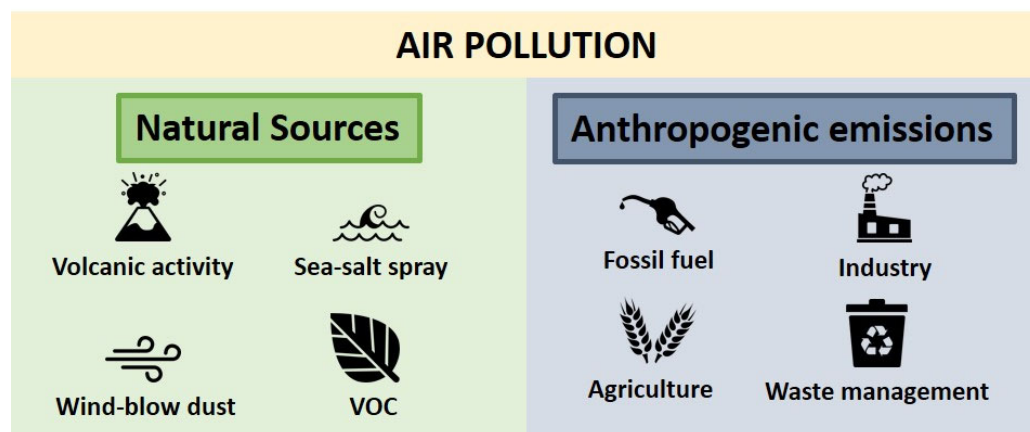 AIR POLLUTION
Natural Sources
Volcanic activity
Sea-salt spray
Wind-blow dust
VOC
Anthropogenic emissions
Fossil fuel
Industry
Agriculture
Waste management